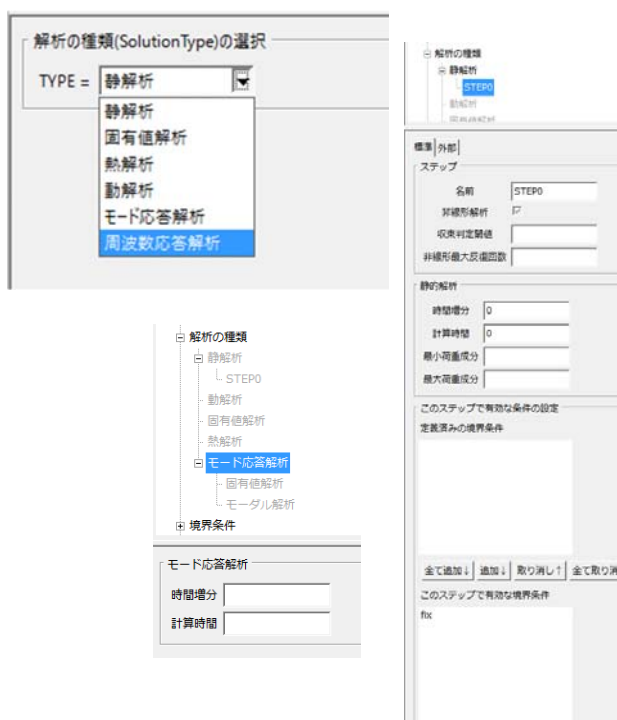 解析の種類(SolutionType)の選択
TYPE = 静解析
静解析
固有値解析
熱解析
動解析
モード応答解析
周波数応答解析
解析の種類
静解析
STEP0
動解析
固有値解析
熱解析
モード応答解析
固有値解析
モーダル解析
境界条件
モード応答解析
時間増分
計算時間
解析の種類
静解析
STEP0
動解析
固有値解析
標準 外部
ステップ
名前 STEP0
非線形解析
収束判定閾値
非線形最大反復回数
静的解析
時間増分 0
計算時間 0
最小荷重成分
最大荷重成分
このステップで有効な条件の設定
定義済みの境界条件
全て追加↓ 追加↓ 取り消し↑ 全て取り消
このステップで有効な境界条件
fix